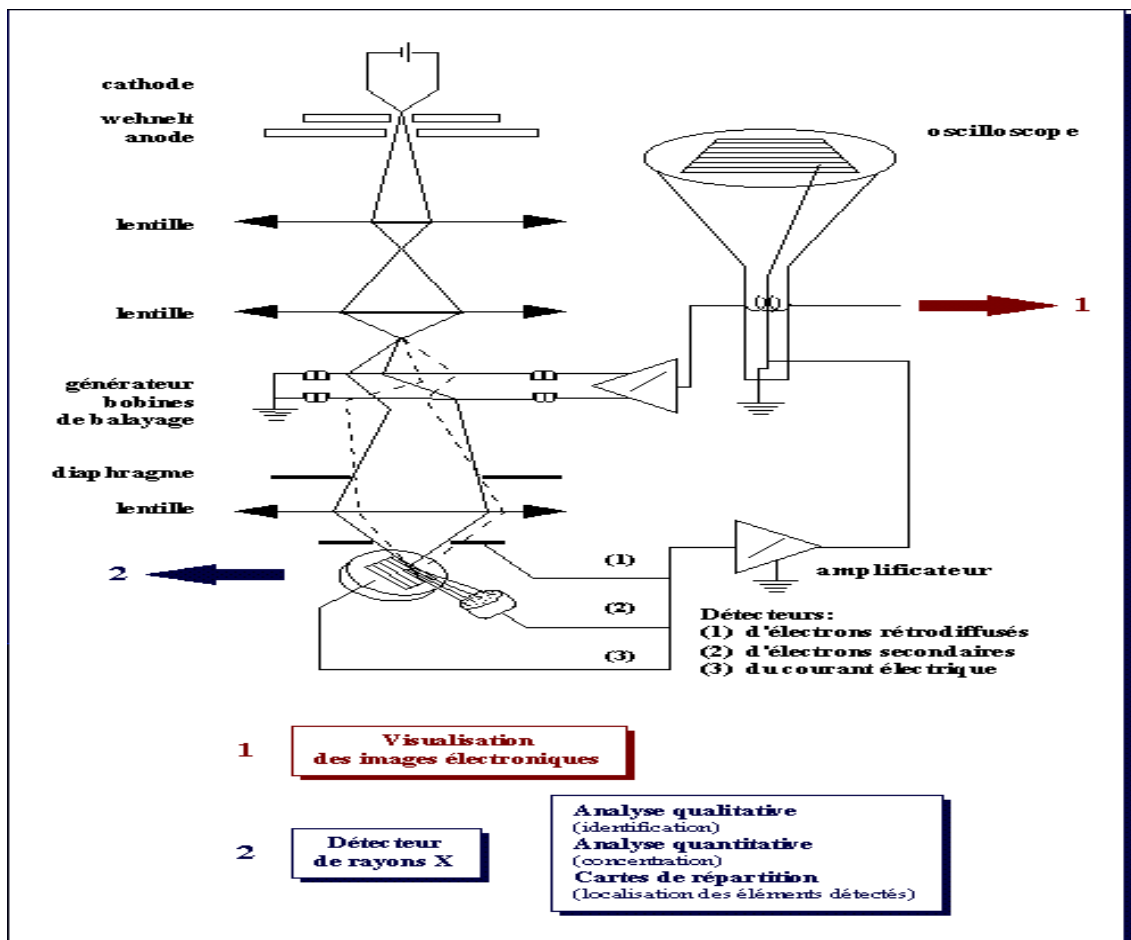 cathode
wehnelt
anode
oscilloscope
lentille
lentille
1
générateur
bobines
de balayage
diaphragme
lentille
2
(1)
amplificateur
(2)
(3)
Détecteurs:
(1) d'électrons rétrodiffusés
(2) d'électrons secondaires
(3) du courant électrique
1
Visualisation
des images électroniques
2
Détecteur
de rayons X
Analyse qualitative
(identification)
Analyse quantitative
(concentration)
Cartes de répartition
(localisation des éléments détectés)